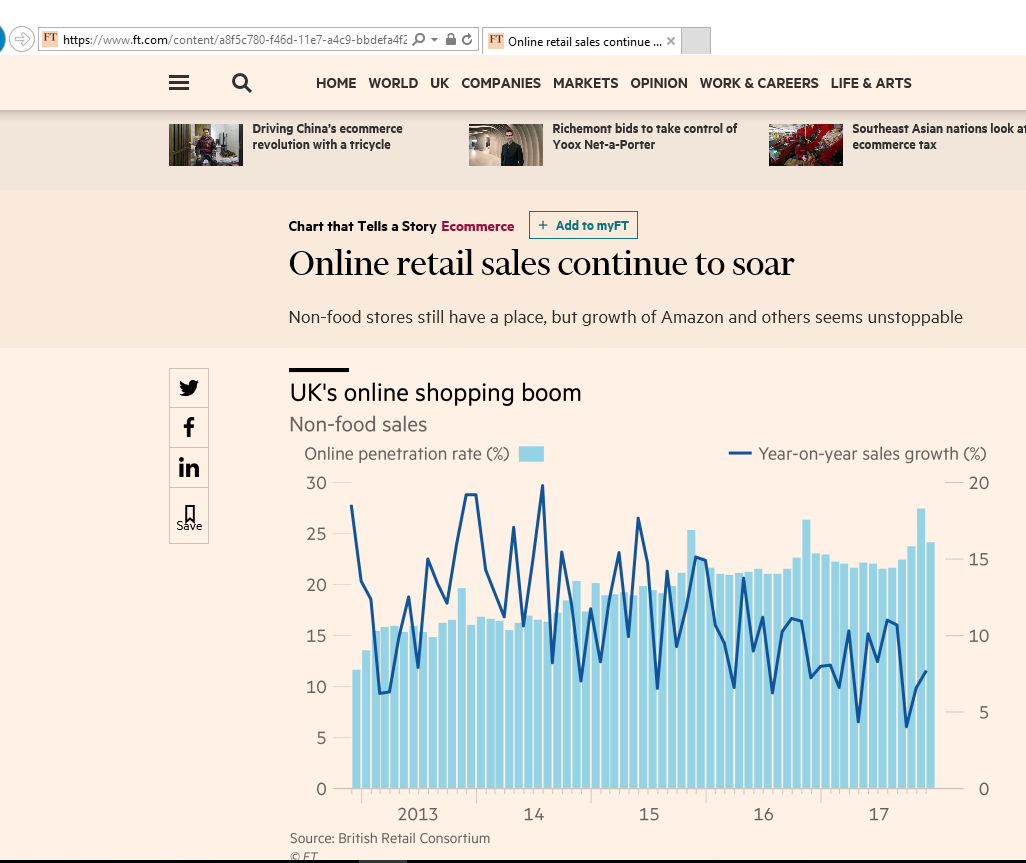 FT
https://www.ft.com/content/a8f5c780-f46d-11e7-a4c9-bbdefa4f2
FT
Online retail sales continue ...
HOME WORLD UK COMPANIES MARKETS OPINION WORK & CAREERS LIFE & ARTS
Driving China's ecommerce
revolution with a tricycle
Richemont bids to take control of
Yoox Net-a-Porter
Southeast Asian nations look at
ecommerce tax
Chart that Tells a Story Ecommerce
+ Add to myFT
Online retail sales continue to soar
Non-food stores still have a place, but growth of Amazon and others seems unstoppable
Save
UK's online shopping boom
Non-food sales
Online penetration rate (%)
Year-on-year sales growth (%)
30
25
20
15
10
5
0
20
15
10
5
0
2013 14 15 16 17
Source: British Retail Consortium
© FT